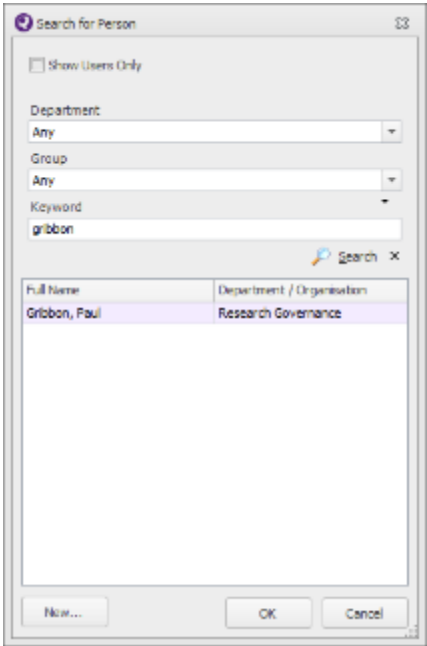 Search for Person
Show Users Only
Department
Any
Group
Any
Keyword
gribbon
Search
Full Name Department / Organisation
Gribbon, Paul Research Governance
New...
OK Cancel